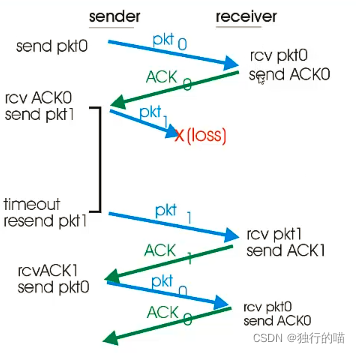 sender receiver
send pkt0
pkt 0
rcv pkt0
send ACK0
ACK 0
rcv ACK0
send pkt1
pkt 1
X (loss)
timeout
resend pkt1
pkt 1
rcv pkt1
send ACK1
ACK 1
rcvACK1
send pkt0
pkt 0
rcv pkt0
send ACK0
ACK 0
CSDN @独行的喵